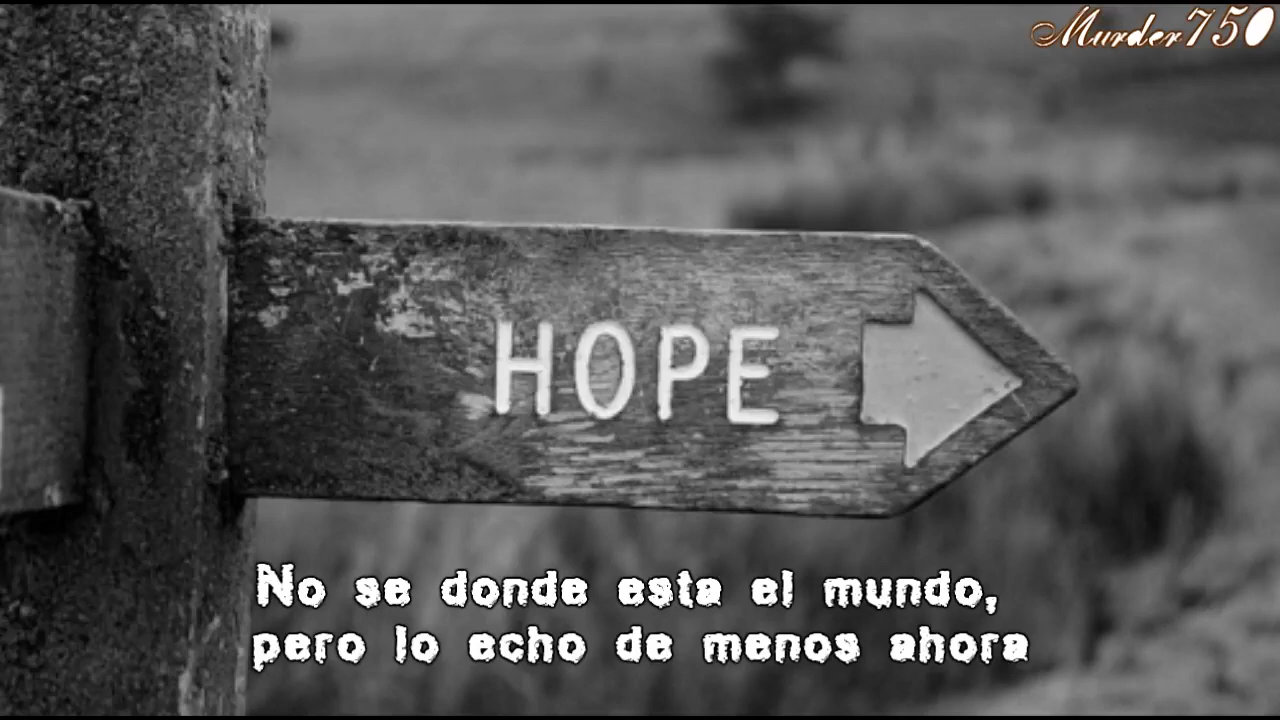 Murder750
HOPE
No se donde esta el mundo,
pero lo echo de menos ahora